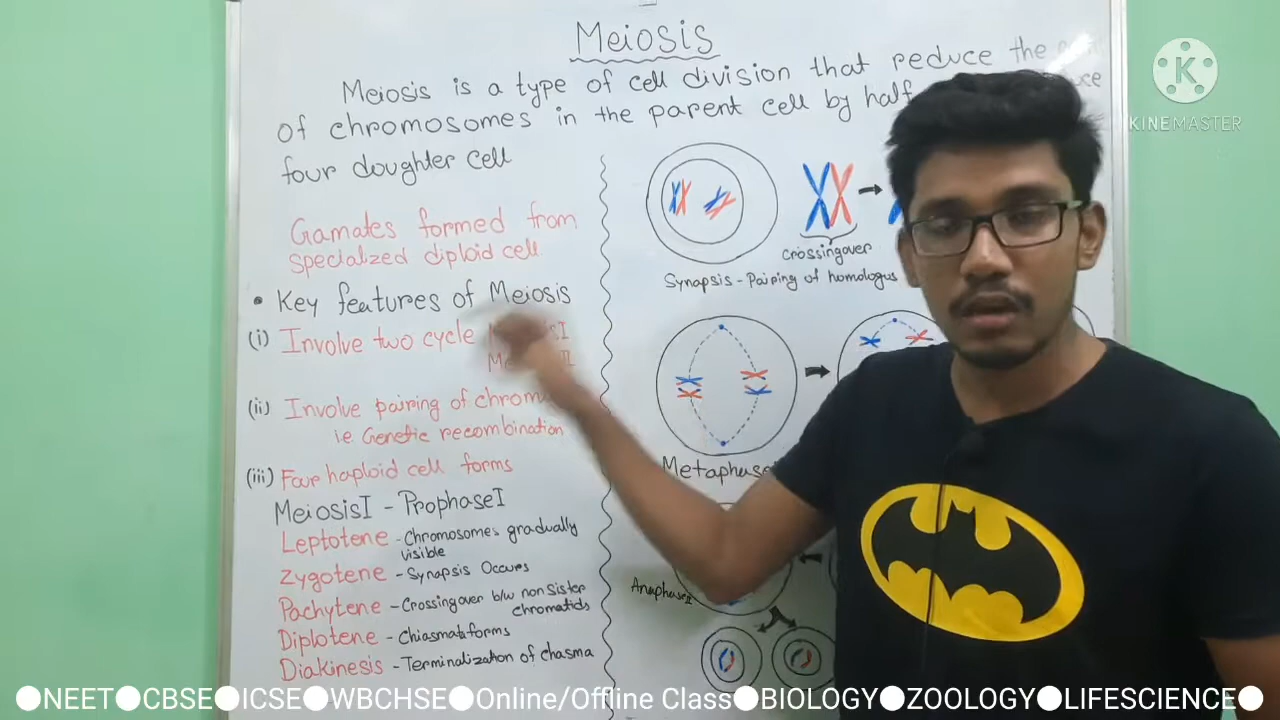 Meiosis
Meiosis is a type of cell division that reduce the
of chromosomes in the parent cell by half
four doughter cell
Gamates formed from
specialized diploid cell
• Key features of Meiosis
(i) Involve two cycle
(ii) Involve pairing of
ie. Genetic recombination
(iii) Four haploid cell forms
MeiosisI - ProphaseI
Leptotene - Chromosomes gradually
visible
Zygotene - Synapsis Occurs
Pachytene - Crossingover b/w non Sister
chromatids
Diplotene - Chiasmata forms
Diakinesis - Terminalization of chasma
Crossingover
Synapsis - Pairing of homologus
Metaphase
Anaphase II
KINEMASTER
●NEET●CBSE●ICSE●WBCHSE●Online/Offline Class●BIOLOGY●ZOOLOGY●LIFESCIENCE●